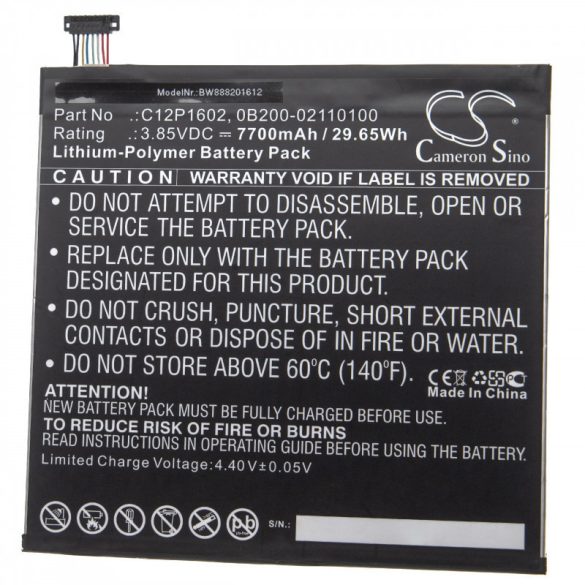 ModelNr.: BW888201612
Part No .:C12P1602, 0B200-02110100
Rating .:3.85VDC ⎓ 7700mAh / 29.65Wh
Lithium-Polymer Battery Pack
CS
Cameron Sino
CAUTION WARRANTY VOID IF LABEL IS REMOVED
• DO NOT ATTEMPT TO DISASSEMBLE, OPEN OR
SERVICE THE BATTERY PACK.
• REPLACE ONLY WITH THE BATTERY PACK
DESIGNATED FOR THIS EQUIPMENT.
• DO NOT CRUSH, PUNCTURE, SHORT EXTERNAL
CONTACTS OR DISPOSE OF IN FIRE OR WATER.
• DO NOT STORE ABOVE 60°C (140°F).
CE
Made In China
ATTENTION!
NEW BATTERY PACK MUST BE FULLY CHARGED BEFORE USE
TO REDUCE RISK OF FIRE OR BURNS
READ INSTRUCTIONS IN OPERATING GUIDE BEFORE USING THE BATTERY.
Limited Charge Voltage:4.40V±0.05V
pb
S/N.: